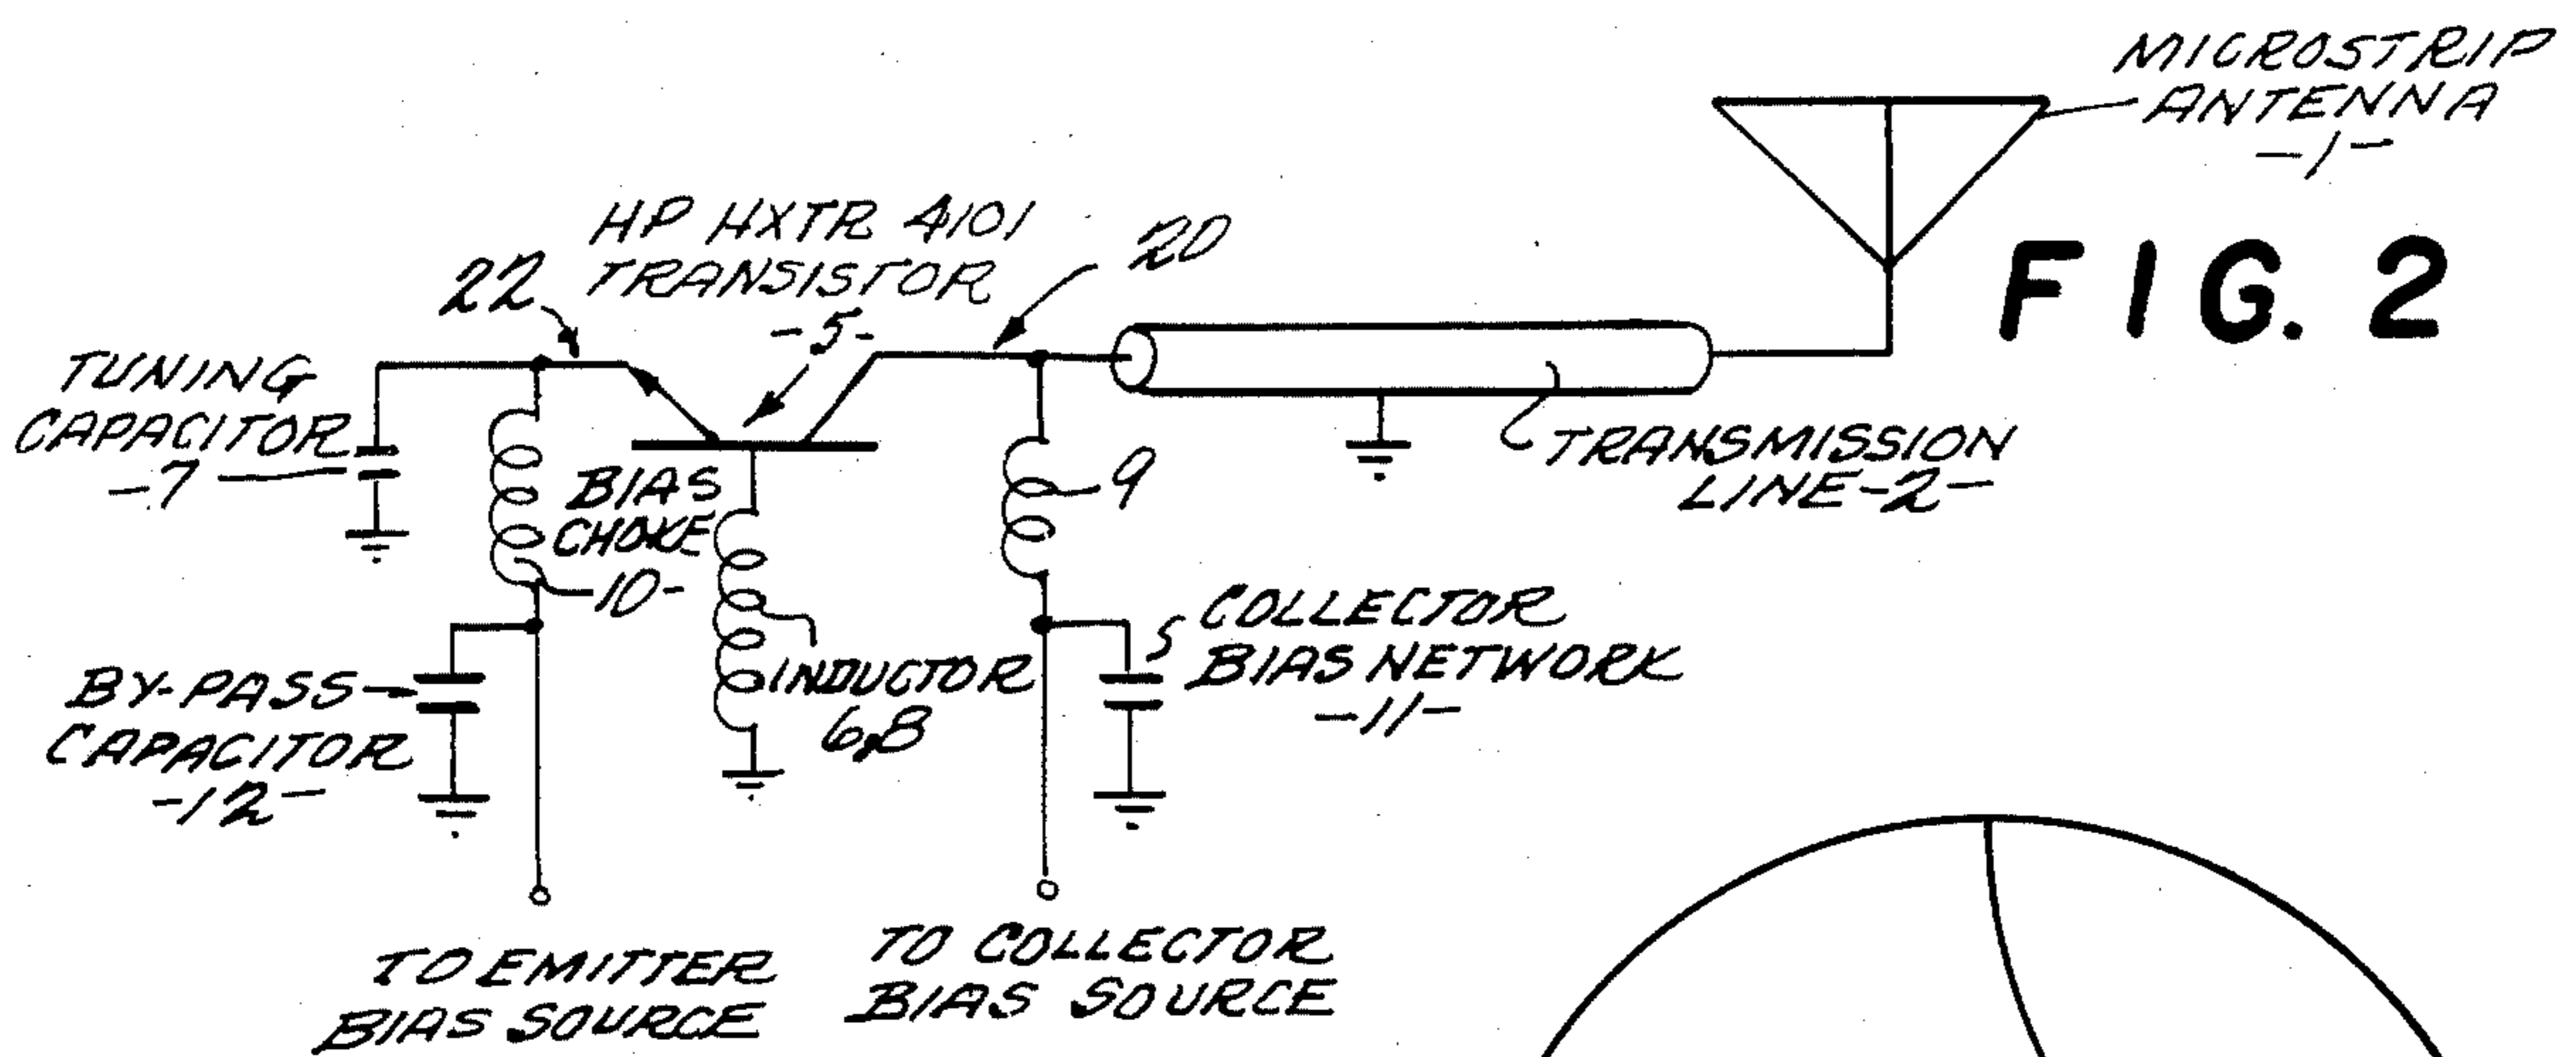 MICROSTRIP
ANTENNA
-1-
FIG. 2
HP HXTR 4101
TRANSISTOR
-5-
20
22
TUNING
CAPACITOR
-7
BIAS
CHOKE
-10-
9
TRANSMISSION
LINE-2-
BY-PASS
CAPACITOR
-12-
INDUCTOR
6,8
COLLECTOR
BIAS NETWORK
-11-
TO EMITTER
BIAS SOURCE
TO COLLECTOR
BIAS SOURCE